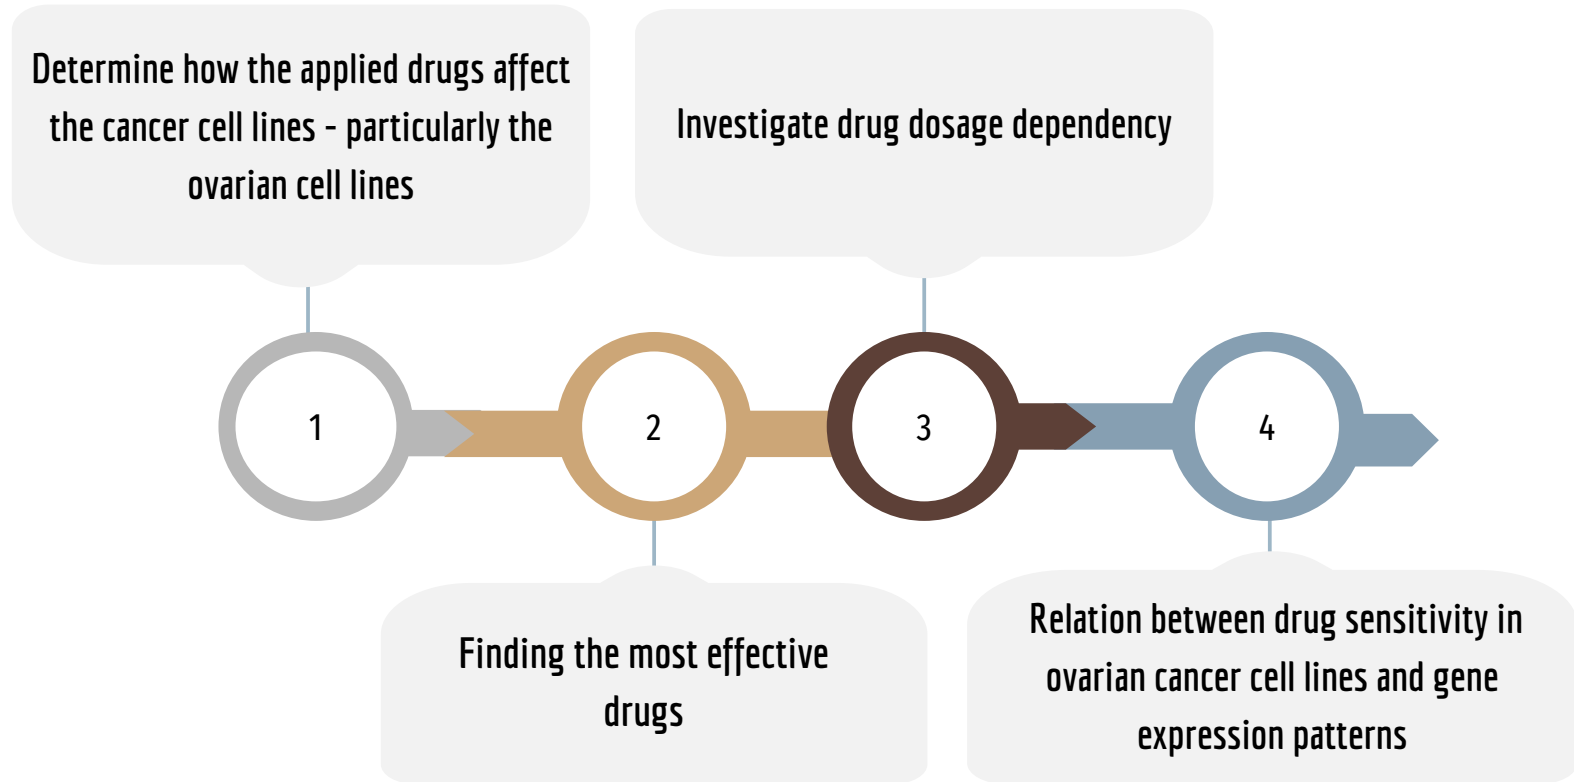 Determine how the applied drugs affect
the cancer cell lines - particularly the
ovarian cell lines
Investigate drug dosage dependency
1
2
3
4
Finding the most effective
drugs
Relation between drug sensitivity in
ovarian cancer cell lines and gene
expression patterns